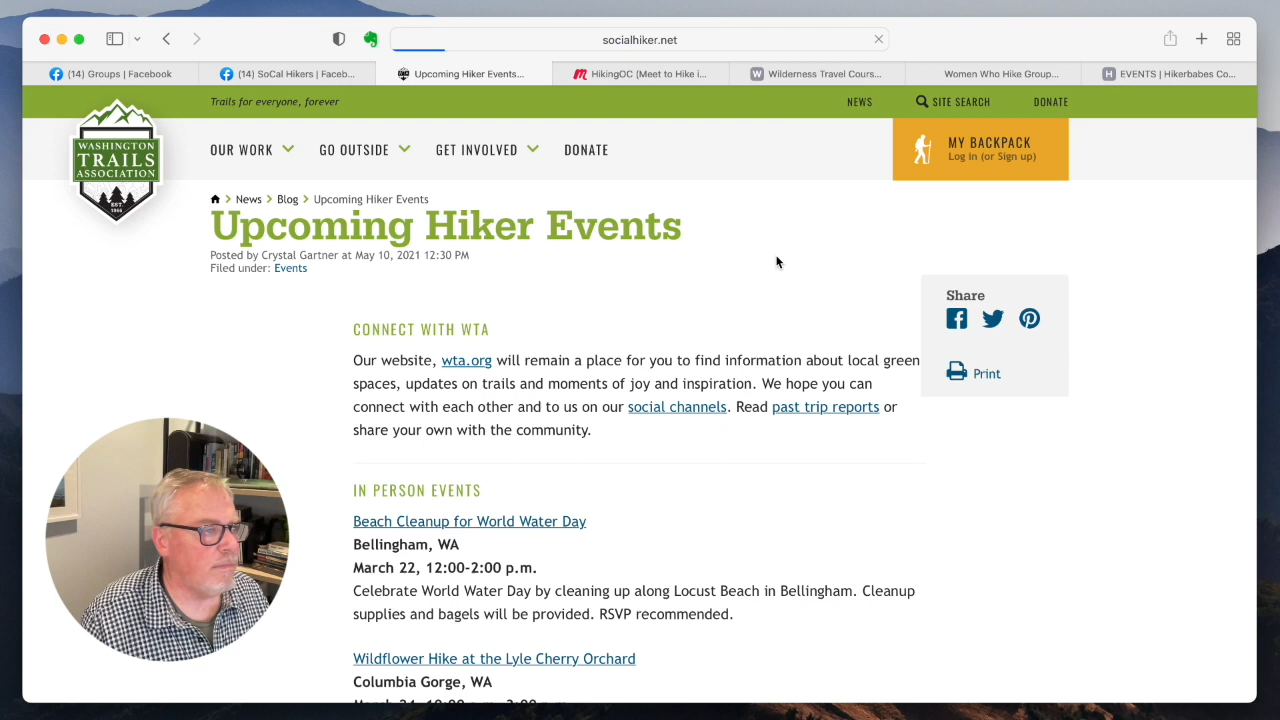 socialhiker.net
(14) Groups | Facebook
(14) SoCal Hikers | Faceb...
Upcoming Hiker Events...
HikingOC (Meet to Hike i...
Wilderness Travel Cours...
Women Who Hike Group...
EVENTS | Hikerbabes Co...
Trails for everyone, forever
NEWS
SITE SEARCH
DONATE
WASHINGTON
TRAILS
ASSOCIATION
EST.
1966
OUR WORK
GO OUTSIDE
GET INVOLVED
DONATE
MY BACKPACK
Log in (or Sign up)
News Blog Upcoming Hiker Events
Upcoming Hiker Events
Posted by Crystal Gartner at May 10, 2021 12:30 PM
Filed under: Events
Share
Print
CONNECT WITH WTA
Our website, wta.org will remain a place for you to find information about local green
spaces, updates on trails and moments of joy and inspiration. We hope you can
connect with each other and to us on our social channels. Read past trip reports or
share your own with the community.
IN PERSON EVENTS
Beach Cleanup for World Water Day
Bellingham, WA
March 22, 12:00-2:00 p.m.
Celebrate World Water Day by cleaning up along Locust Beach in Bellingham. Cleanup
supplies and bagels will be provided. RSVP recommended.
Wildflower Hike at the Lyle Cherry Orchard
Columbia Gorge, WA